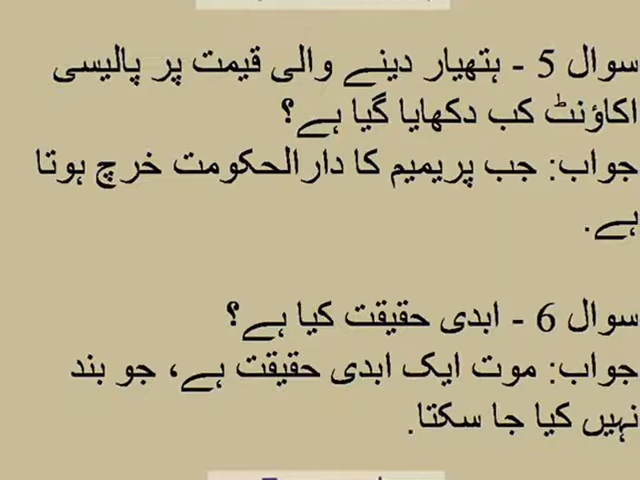 سوال 5 - ہتھیار دینے والی قیمت پر پالیسی
اکاؤنٹ کب دکھایا گیا ہے؟
جواب: جب پریمیم کا دارالحکومت خرچ ہوتا
ہے.
سوال 6 - ابدی حقیقت کیا ہے؟
جواب: موت ایک ابدی حقیقت ہے، جو بند
نہیں کیا جا سکتا.